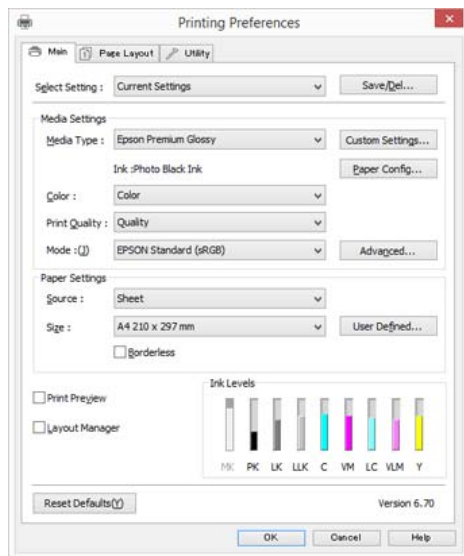 Printing Preferences
Main Page Layout Utility
Select Setting : Current Settings Save/Del...
Media Settings
Media Type : Epson Premium Glossy Custom Settings...
Ink :Photo Black Ink Paper Config...
Color : Color
Print Quality : Quality
Mode :(J) EPSON Standard (sRGB) Advanced...
Paper Settings
Source : Sheet
Size : A4 210 x 297 mm User Defined...
Borderless
Ink Levels
Print Preview
Layout Manager
MK PK LK LLK C VM LC VLM Y
Reset Defaults(Y) Version 6.70
OK Cancel Help